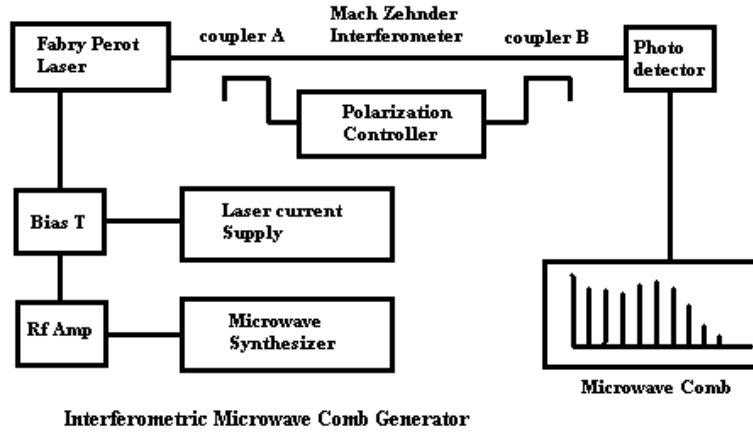 Mach Zehnder
Interferometer
Fabry Perot
Laser
coupler A
coupler B
Photo
detector
Polarization
Controller
Bias T
Laser current
Supply
Rf Amp
Microwave
Synthesizer
Microwave Comb
Interferometric Microwave Comb Generator